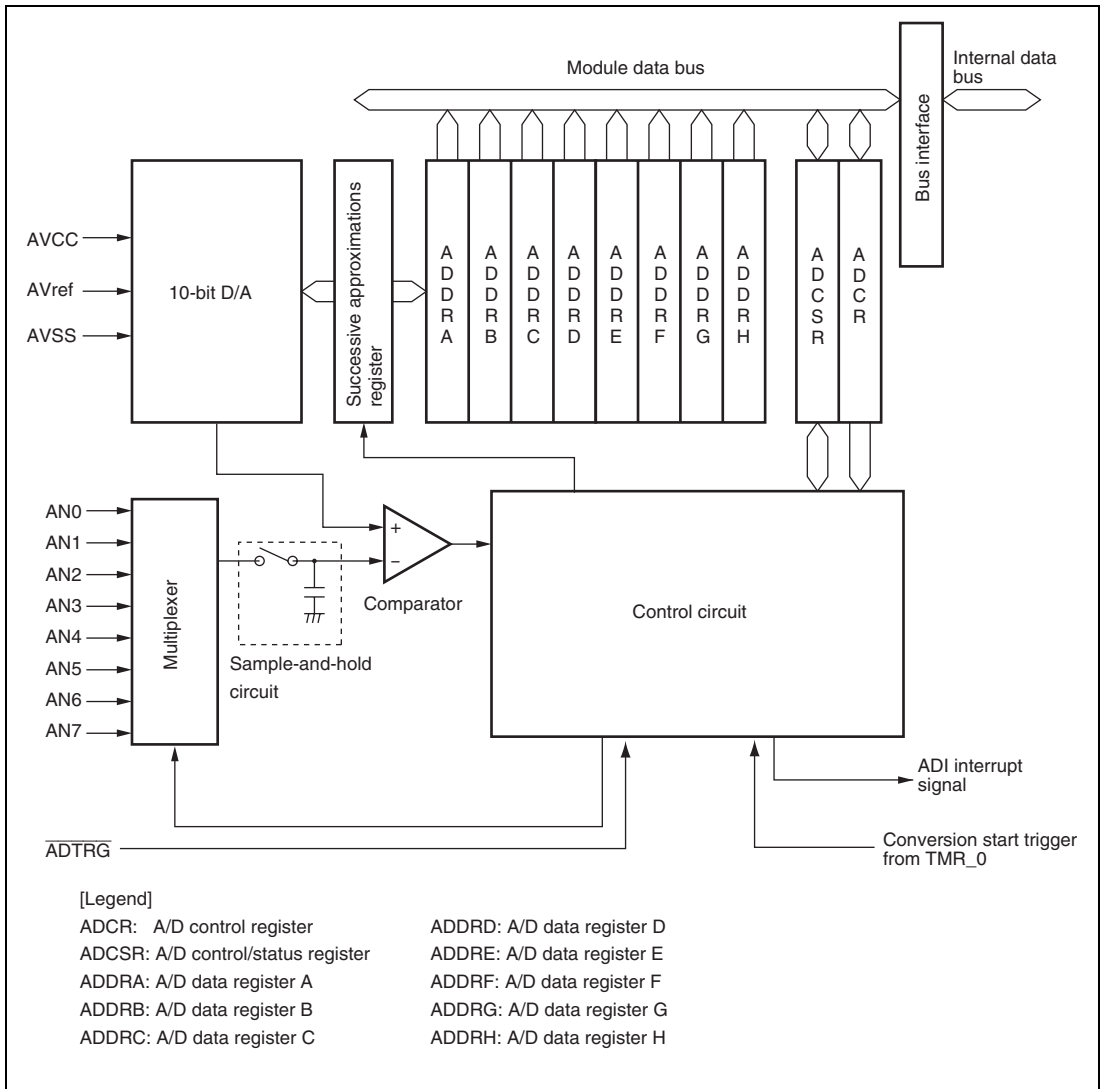 Module data bus
Internal data
bus
Bus interface
AVCC
AVref
AVSS
10-bit D/A
Successive approximations
register
ADDRA
ADDRB
ADDRC
ADDRD
ADDRE
ADDRF
ADDRG
ADDRH
ADCSR
ADCR
AN0
AN1
AN2
AN3
AN4
AN5
AN6
AN7
Multiplexer
+
−
Comparator
Sample-and-hold
circuit
Control circuit
ADI interrupt
signal
ADTRG
Conversion start trigger
from TMR_0
[Legend]
ADCR: A/D control register
ADCSR: A/D control/status register
ADDRA: A/D data register A
ADDRB: A/D data register B
ADDRC: A/D data register C
ADDRD: A/D data register D
ADDRE: A/D data register E
ADDRF: A/D data register F
ADDRG: A/D data register G
ADDRH: A/D data register H